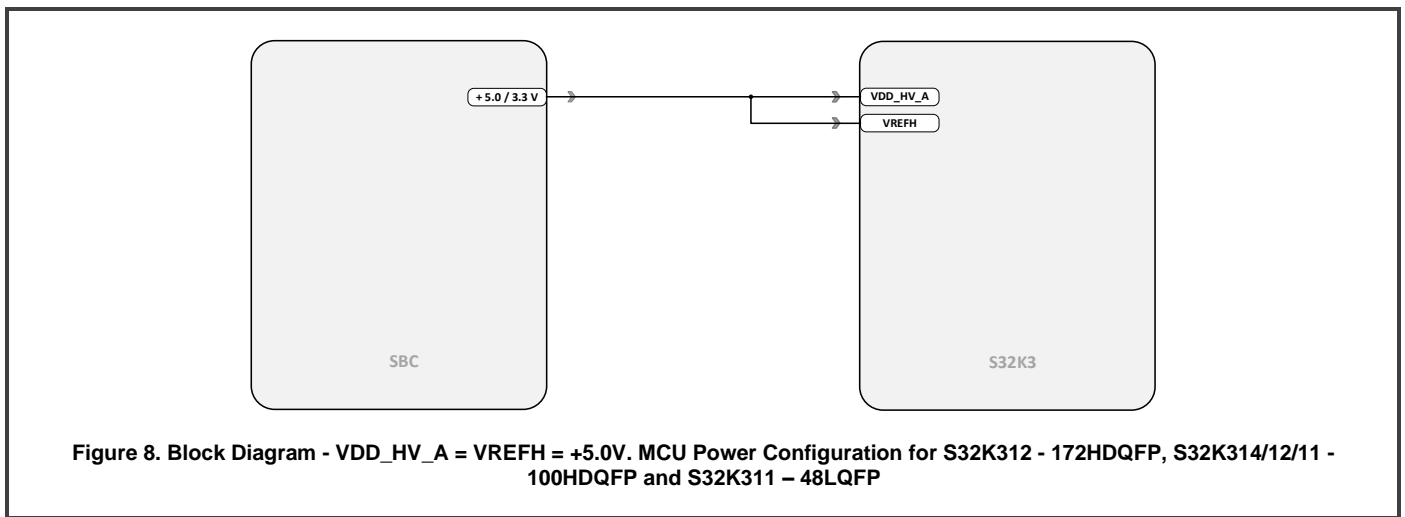 + 5.0 / 3.3 V
VDD_HV_A
VREFH
SBC
S32K3
Figure 8. Block Diagram - VDD_HV_A = VREFH = +5.0V. MCU Power Configuration for S32K312 - 172HDQFP, S32K314/12/11 -
100HDQFP and S32K311 – 48LQFP